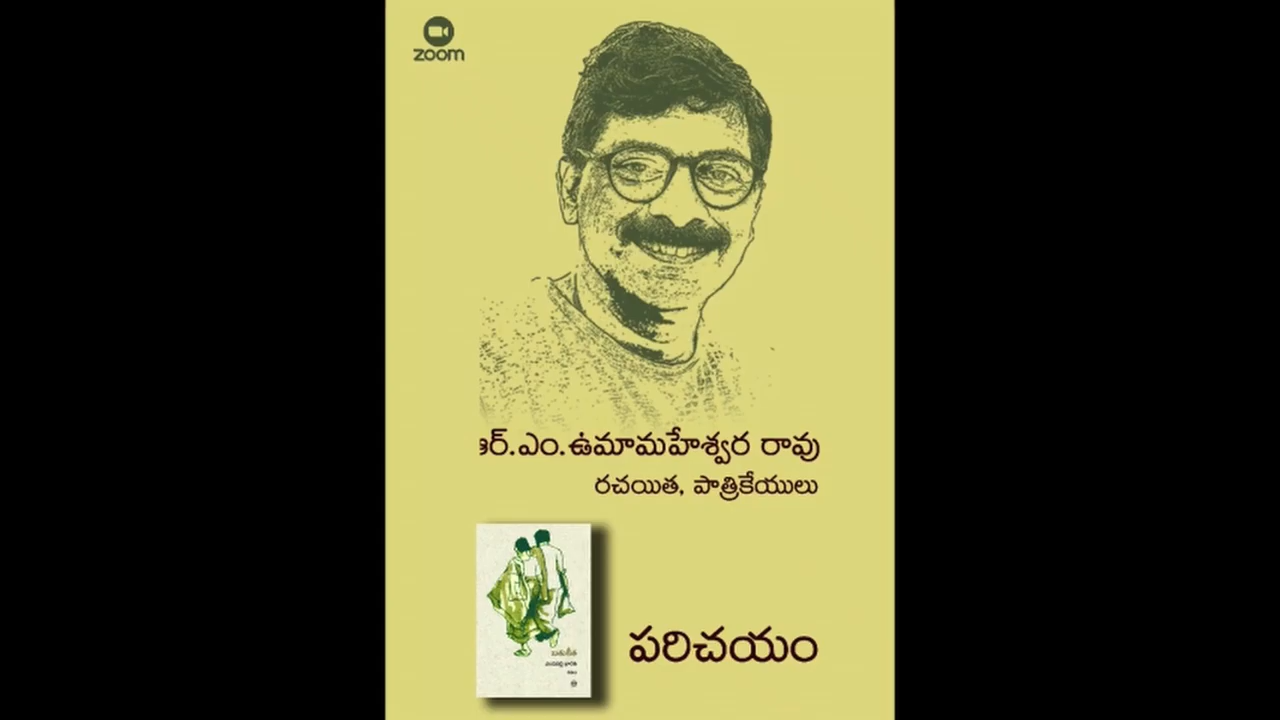 zoom
ఆర్.ఎం.ఉమామహేశ్వర రావు
రచయిత, పాత్రికేయులు
పరిచయం